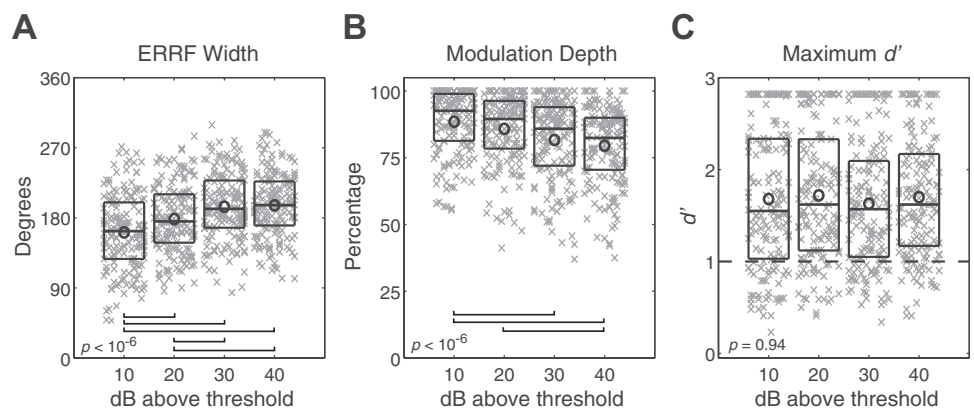 A
ERRF Width
Degrees
360
270
180
90
0
p < 10-6
10 20 30 40
dB above threshold
B
Modulation Depth
Percentage
100
75
50
25
0
p < 10-6
10 20 30 40
dB above threshold
C
Maximum d'
d'
3
2
1
0
p = 0.94
10 20 30 40
dB above threshold